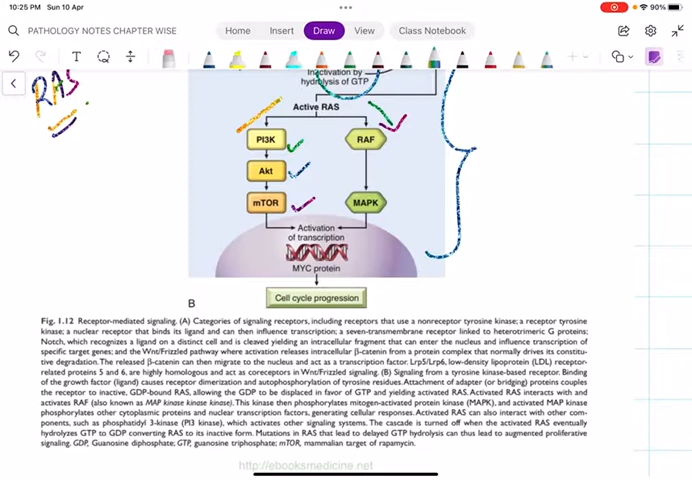 10:25 PM Sun 10 Apr
90%
PATHOLOGY NOTES CHAPTER WISE
Home Insert Draw View Class Notebook
RAS
Inactivation by
hydrolysis of GTP
Active RAS
PI3K RAF
Akt
mTOR MAPK
Activation
of transcription
MYC protein
Cell cycle progression
B
Fig. 1.12 Receptor-mediated signaling. (A) Categories of signaling receptors, including receptors that use a nonreceptor tyrosine kinase; a receptor tyrosine
kinase; a nuclear receptor that binds its ligand and can then influence transcription; a seven-transmembrane receptor linked to heterotrimeric G proteins;
Notch, which recognizes a ligand on a distinct cell and is cleaved yielding an intracellular fragment that can enter the nucleus and influence transcription of
specific target genes; and the Wnt/Frizzled pathway where activation releases intracellular β-catenin from a protein complex that normally drives its constitu-
tive degradation. The released β-catenin can then migrate to the nucleus and act as a transcription factor. Lrp5/Lrp6, low-density lipoprotein (LDL) receptor-
related proteins 5 and 6, are highly homologous and act as coreceptors in Wnt/Frizzled signaling. (B) Signaling from a tyrosine kinase-based receptor. Binding
of the growth factor (ligand) causes receptor dimerization and autophosphorylation of tyrosine residues. Attachment of adapter (or bridging) proteins couples
the receptor to inactive, GDP-bound RAS, allowing the GDP to be displaced in favor of GTP and yielding activated RAS. Activated RAS interacts with and
activates RAF (also known as MAP kinase kinase kinase). This kinase then phosphorylates mitogen-activated protein kinase (MAPK), and activated MAP kinase
phosphorylates other cytoplasmic proteins and nuclear transcription factors, generating cellular responses. Activated RAS can also interact with other com-
ponents, such as phosphatidyl 3-kinase (PI3 kinase), which activates other signaling systems. The cascade is turned off when the activated RAS eventually
hydrolyzes GTP to GDP converting RAS to its inactive form. Mutations in RAS that lead to delayed GTP hydrolysis can thus lead to augmented proliferative
signaling. GDP, Guanosine diphosphate; GTP, guanosine triphosphate; mTOR, mammalian target of rapamycin.
http://ebooksmedicine.net